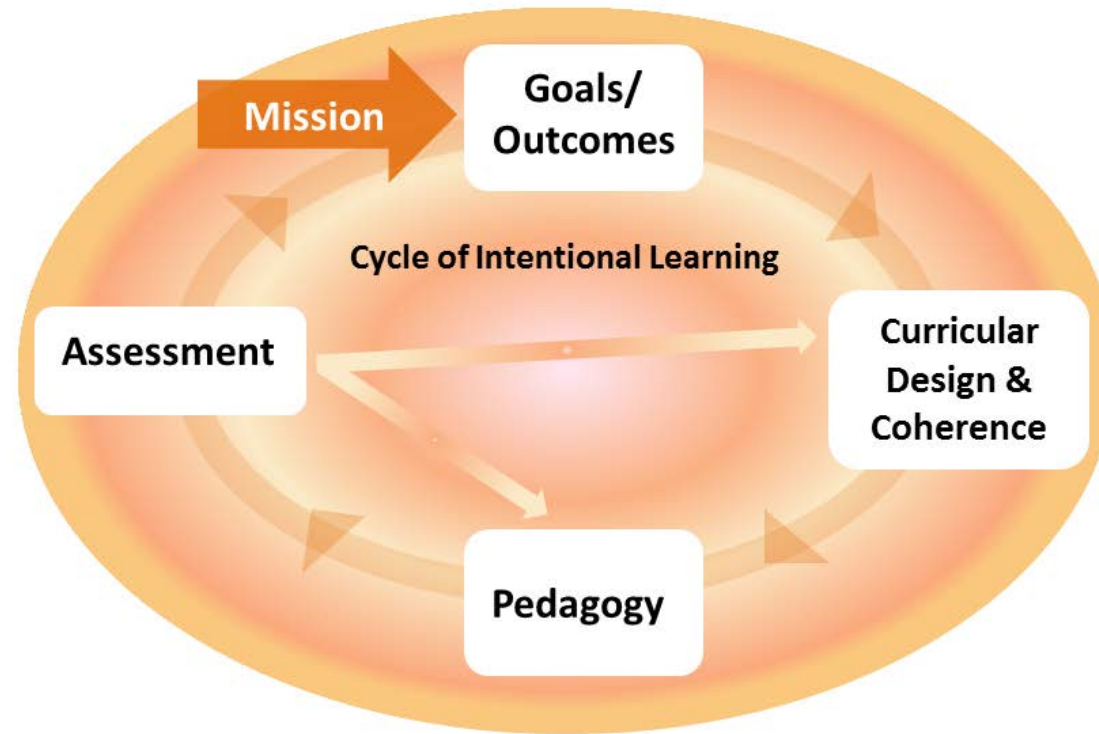 Mission
Goals/
Outcomes
Cycle of Intentional Learning
Assessment
Curricular
Design &
Coherence
Pedagogy